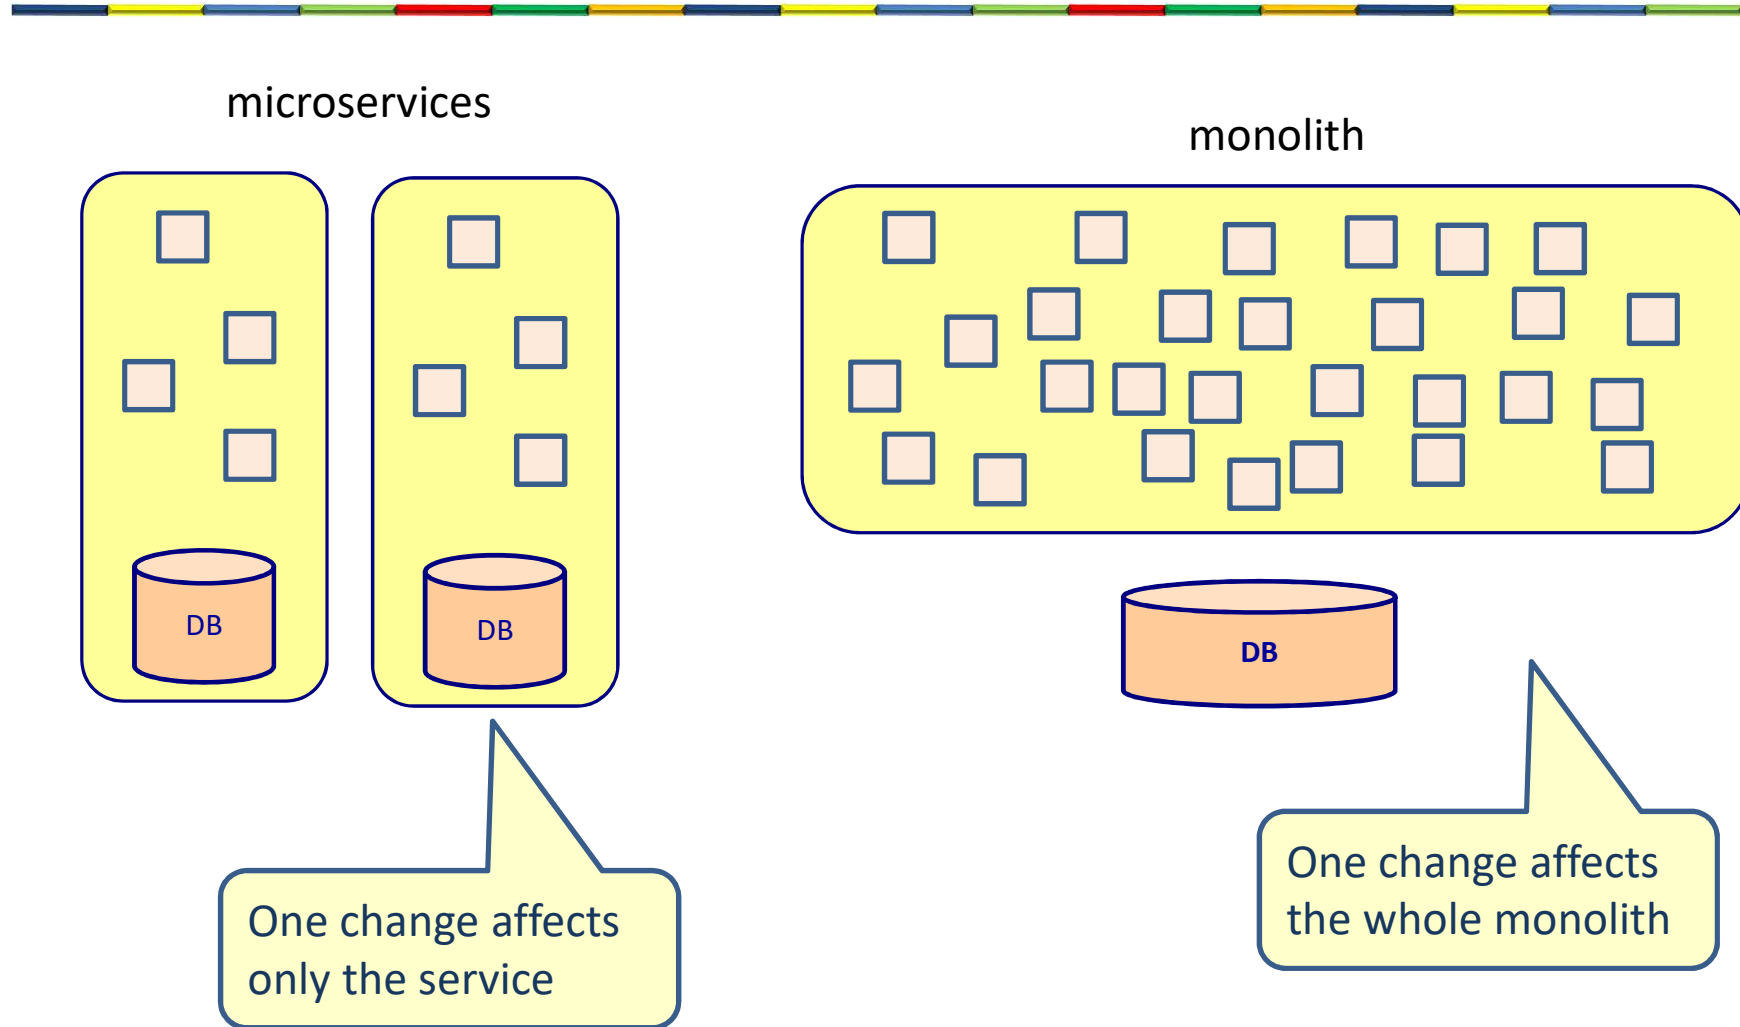 microservices
monolith
DB
DB
DB
One change affects
only the service
One change affects
the whole monolith